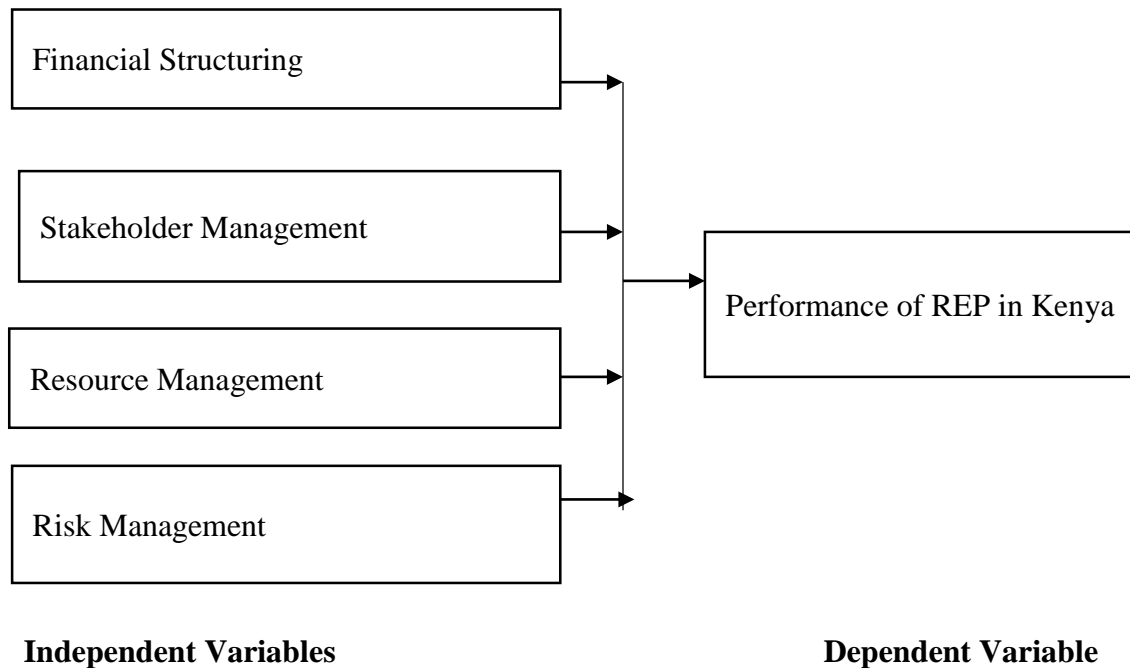 Financial Structuring
Stakeholder Management
Performance of REP in Kenya
Resource Management
Risk Management
Independent Variables
Dependent Variable